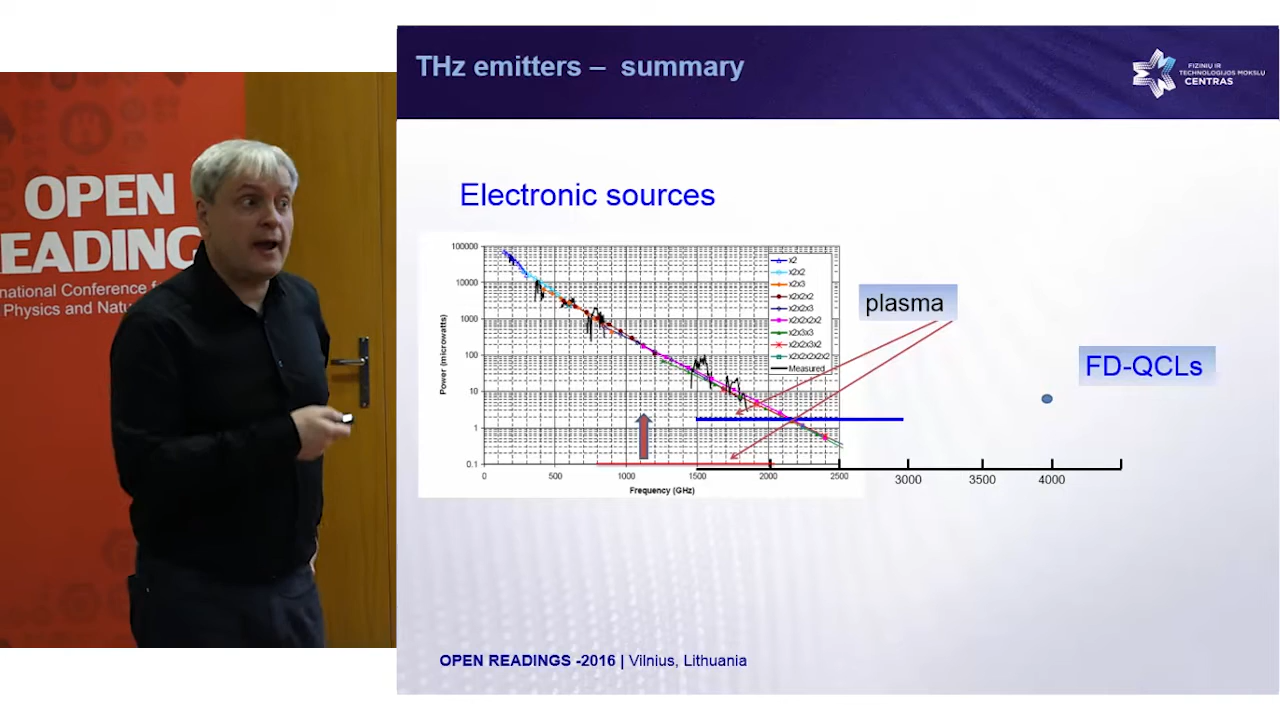 OPEN
EADING
national Conference f
Physics and Natu
THz emitters – summary
FIZINIŲ IR
TECHNOLOGIJOS MOKSLŲ
CENTRAS
Electronic sources
100000
10000
1000
100
10
1
0.1
Power (microwatts)
x2
x2x2
x2x3
x2x2x2
x2x2x3
x2x2x2x2
x2x3x3
x2x2x3x2
x2x2x2x2x2
Measured
0 500 1000 1500 2000 2500 3000 3500 4000
Frequency (GHz)
plasma
FD-QCLs
OPEN READINGS -2016 | Vilnius, Lithuania